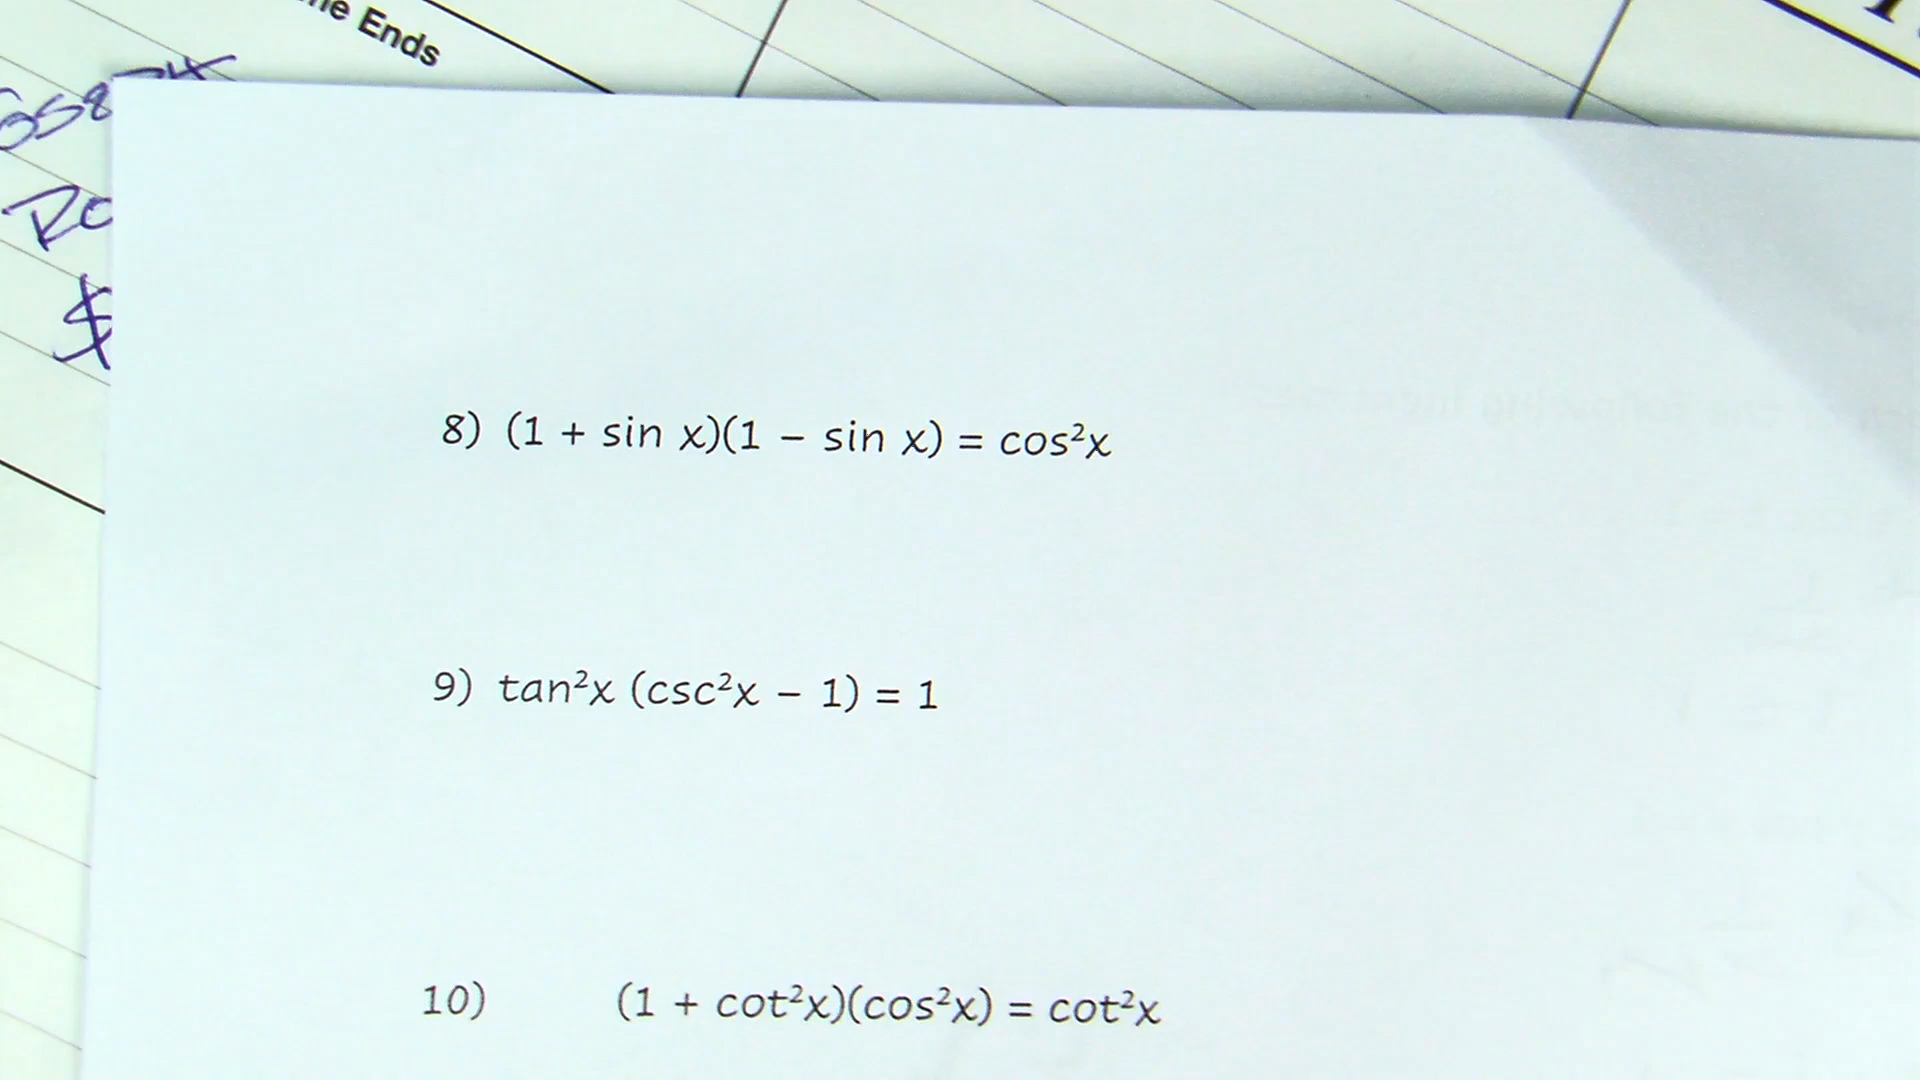 Ends
8) (1 + sin x)(1 – sin x) = cos²x
9) tan²x (csc²x – 1) = 1
10) (1 + cot²x)(cos²x) = cot²x